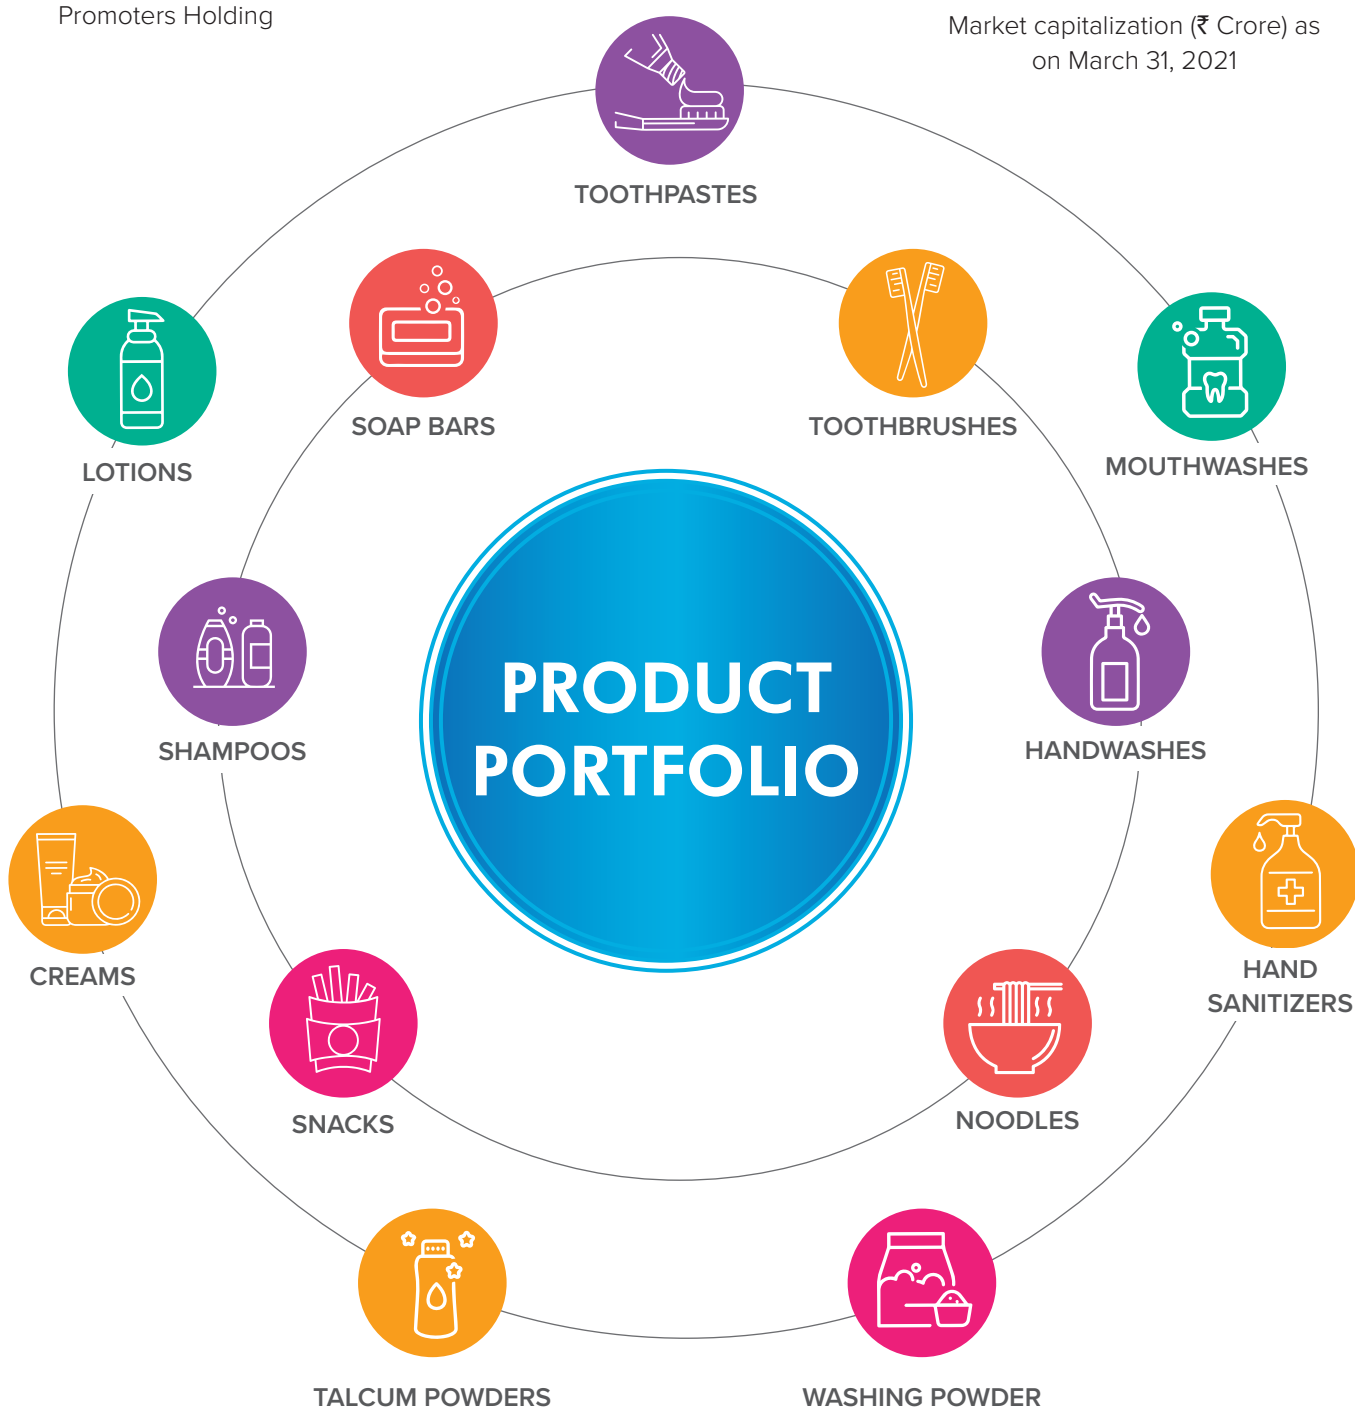 Promoters Holding
Market capitalization (₹ Crore) as
on March 31, 2021
TOOTHPASTES
SOAP BARS
TOOTHBRUSHES
LOTIONS
MOUTHWASHES
PRODUCT
PORTFOLIO
SHAMPOOS
HANDWASHES
CREAMS
HAND
SANITIZERS
SNACKS
NOODLES
TALCUM POWDERS
WASHING POWDER